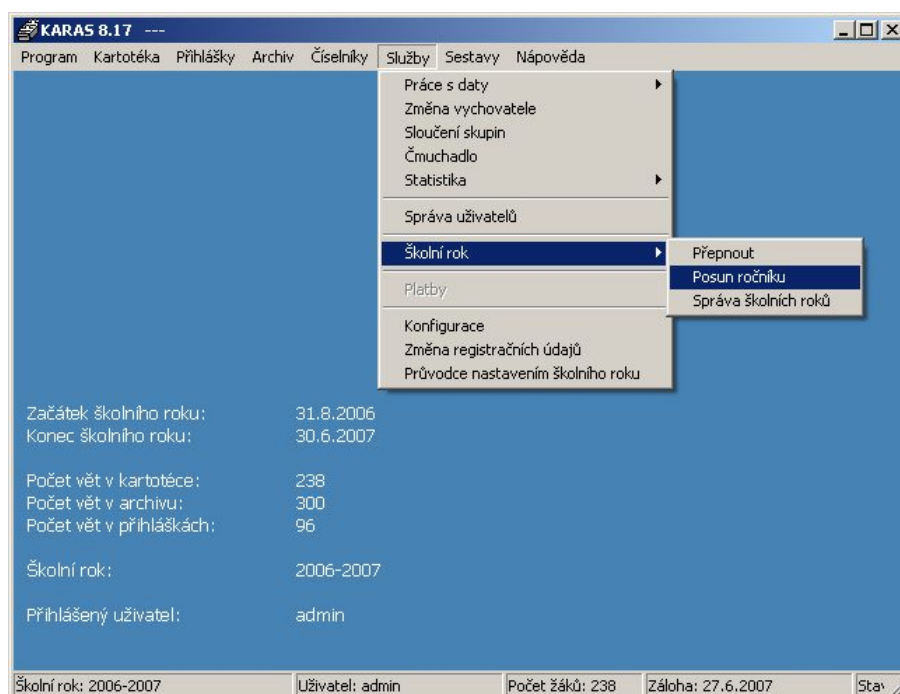 KARAS 8.17 ---
Program Kartotéka Přihlášky Archiv Číselníky Služby Sestavy Nápověda
Práce s daty
Změna vychovatele
Sloučení skupin
Čmuchadlo
Statistika
Správa uživatelů
Školní rok
Přepnout
Posun ročníku
Správa školních roků
Platby
Konfigurace
Změna registračních údajů
Průvodce nastavením školního roku
Začátek školního roku: 31.8.2006
Konec školního roku: 30.6.2007
Počet vět v kartotéce: 238
Počet vět v archivu: 300
Počet vět v přihláškách: 96
Školní rok: 2006-2007
Přihlášený uživatel: admin
Školní rok: 2006-2007 Uživatel: admin Počet žáků: 238 Záloha: 27.6.2007